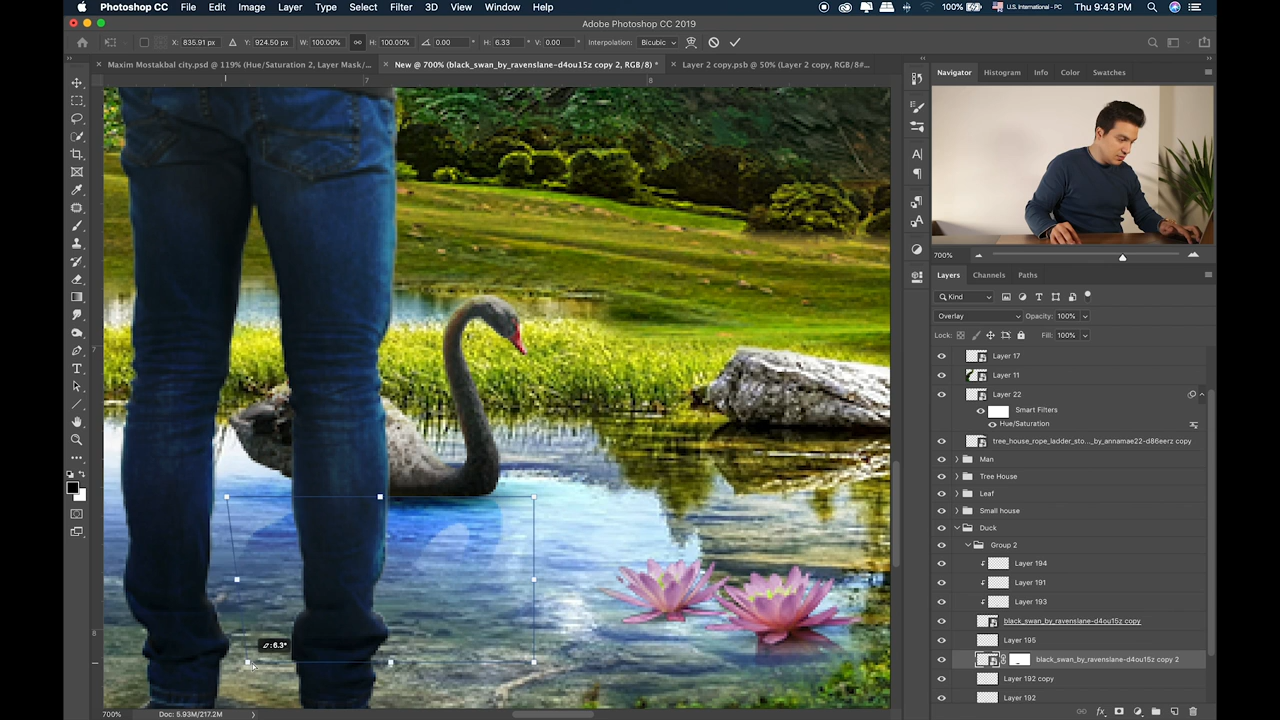 Photoshop CC File Edit Image Layer Type Select Filter 3D View Window Help 100% U.S. International - PC Thu 9:43 PM
Adobe Photoshop CC 2019
X: 835.91 px Y: 924.50 px W: 100.00% H: 100.00% 0.00 ° H: 6.33 ° V: 0.00 ° Interpolation: Bicubic
Maxim Mostakbal city.psd @ 119% (Hue/Saturation 2, Layer Mask/... New @ 700% (black_swan_by_ravenslane-d4ou15z copy 2, RGB/8) * Layer 2 copy.psb @ 50% (Layer 2 copy, RGB/8#...
Navigator Histogram Info Color Swatches
7 8
7
8
6.3°
700% Doc: 5.93M/217.2M
700%
Layers Channels Paths
Kind
Overlay Opacity: 100%
Lock: Fill: 100%
Layer 17
Layer 11
Layer 22
Smart Filters
Hue/Saturation
tree_house_rope_ladder_sto..._by_annamae22-d86eerz copy
Man
Tree House
Leaf
Small house
Duck
Group 2
Layer 194
Layer 191
Layer 193
black_swan_by_ravenslane-d4ou15z copy
Layer 195
black_swan_by_ravenslane-d4ou15z copy 2
Layer 192 copy
Layer 192
fx